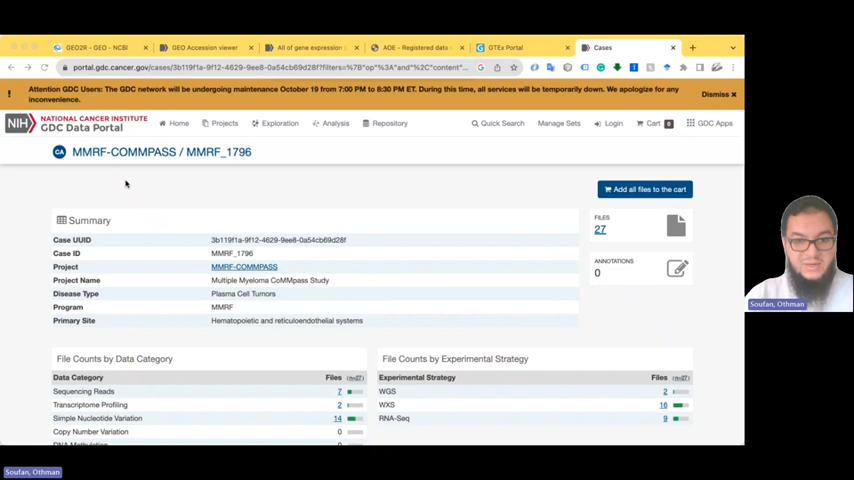 GEO2R - GEO - NCBI
GEO Accession viewer
All of gene expression
AOE - Registered data
GTEx Portal
Cases
portal.gdc.cancer.gov/cases/3b119f1a-9f12-4629-9ee8-0a54cb69d28f?filters=%7B"op"%3A"and"%2C"content"...
Attention GDC Users: The GDC network will be undergoing maintenance October 19 from 7:00 PM to 8:30 PM ET. During this time, all services will be temporarily down. We apologize for any
inconvenience.
Dismiss
NIH NATIONAL CANCER INSTITUTE
GDC Data Portal
Home Projects Exploration Analysis Repository Quick Search Manage Sets Login Cart 0 GDC Apps
CA MMRF-COMMPASS / MMRF_1796
Add all files to the cart
Summary
Case UUID 3b119f1a-9f12-4629-9ee8-0a54cb69d28f
Case ID MMRF_1796
Project MMRF-COMMPASS
Project Name Multiple Myeloma CoMMpass Study
Disease Type Plasma Cell Tumors
Program MMRF
Primary Site Hematopoietic and reticuloendothelial systems
FILES
27
ANNOTATIONS
0
File Counts by Data Category
Data Category Files (n=27)
Sequencing Reads 7
Transcriptome Profiling 2
Simple Nucleotide Variation 14
Copy Number Variation 0
DNA Methylation 0
File Counts by Experimental Strategy
Experimental Strategy Files (n=27)
WGS 2
WXS 16
RNA-Seq 9
Soufan, Othman
Soufan, Othman